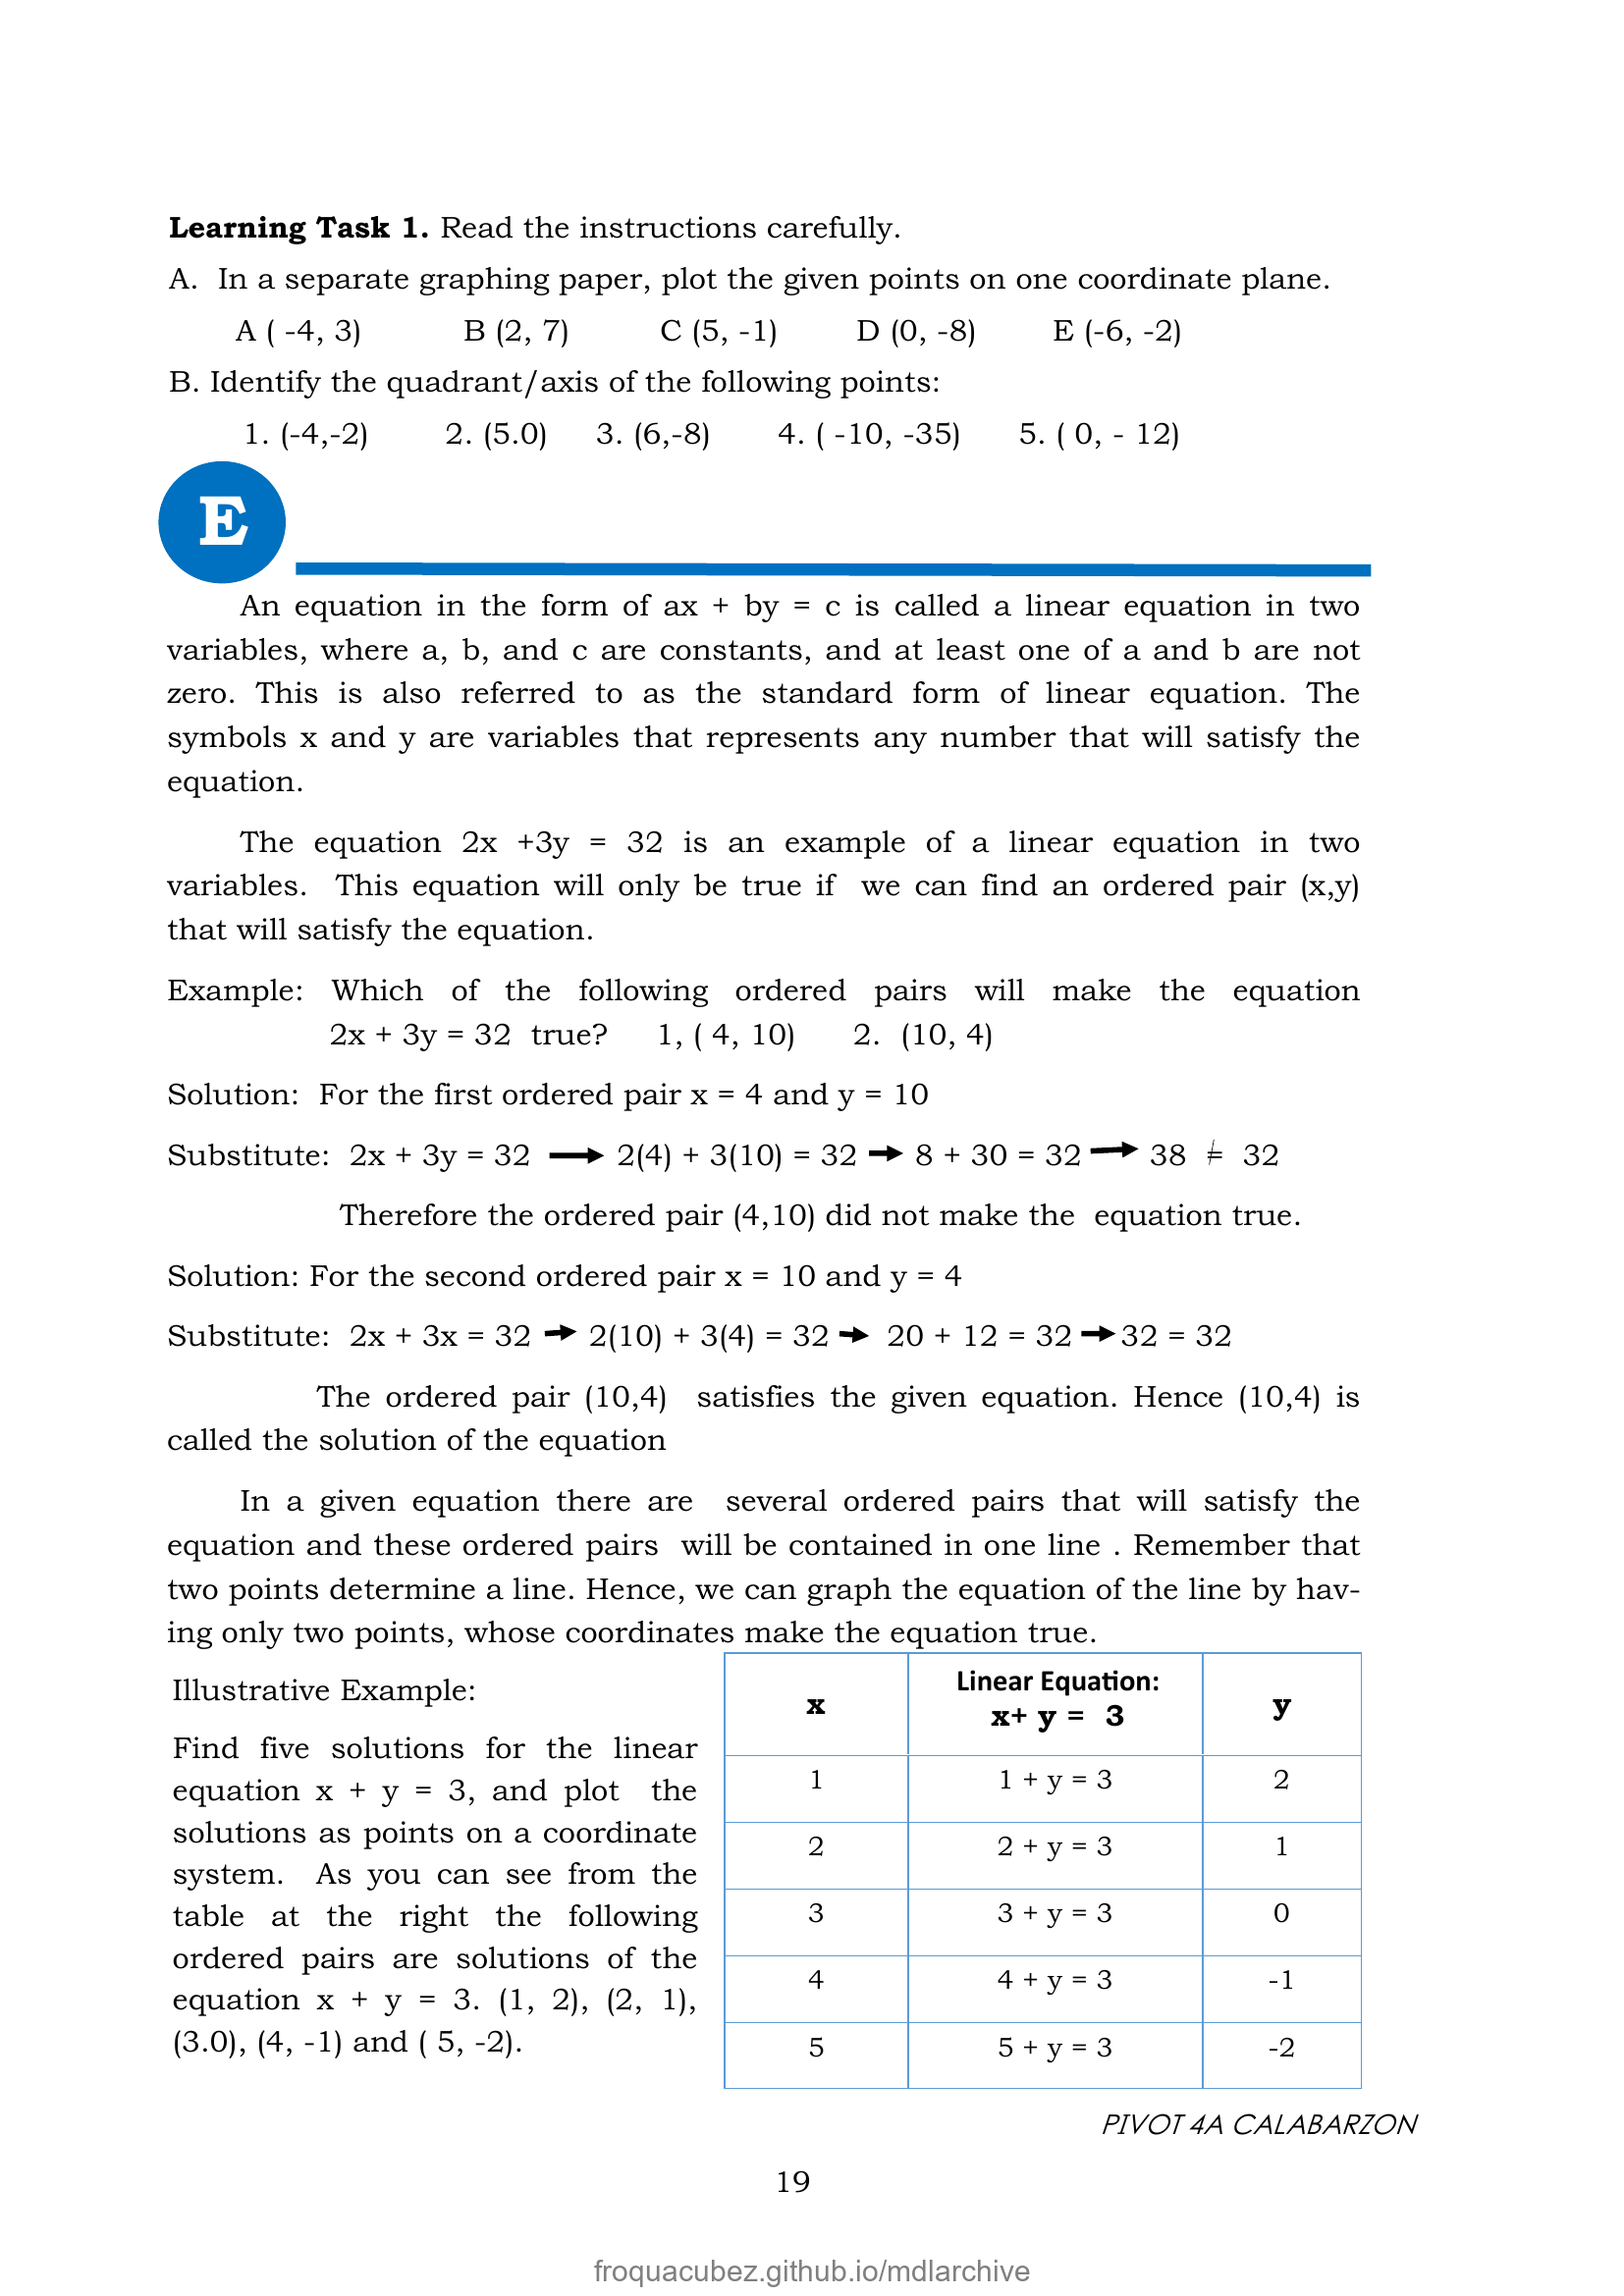 Learning Task 1. Read the instructions carefully.
A. In a separate graphing paper, plot the given points on one coordinate plane.
A ( -4, 3) B (2, 7) C (5, -1) D (0, -8) E (-6, -2)
B. Identify the quadrant/axis of the following points:
1. (-4,-2) 2. (5.0) 3. (6,-8) 4. ( -10, -35) 5. ( 0, - 12)
E
An equation in the form of ax + by = c is called a linear equation in two
variables, where a, b, and c are constants, and at least one of a and b are not
zero. This is also referred to as the standard form of linear equation. The
symbols x and y are variables that represents any number that will satisfy the
equation.
The equation 2x +3y = 32 is an example of a linear equation in two
variables. This equation will only be true if we can find an ordered pair (x,y)
that will satisfy the equation.
Example: Which of the following ordered pairs will make the equation
2x + 3y = 32 true? 1, ( 4, 10) 2. (10, 4)
Solution: For the first ordered pair x = 4 and y = 10
Substitute: 2x + 3y = 32 → 2(4) + 3(10) = 32 → 8 + 30 = 32 → 38 ≠ 32
Therefore the ordered pair (4,10) did not make the equation true.
Solution: For the second ordered pair x = 10 and y = 4
Substitute: 2x + 3x = 32 → 2(10) + 3(4) = 32 → 20 + 12 = 32 → 32 = 32
The ordered pair (10,4) satisfies the given equation. Hence (10,4) is
called the solution of the equation
In a given equation there are several ordered pairs that will satisfy the
equation and these ordered pairs will be contained in one line . Remember that
two points determine a line. Hence, we can graph the equation of the line by hav-
ing only two points, whose coordinates make the equation true.
Illustrative Example:
Find five solutions for the linear
equation x + y = 3, and plot the
solutions as points on a coordinate
system. As you can see from the
table at the right the following
ordered pairs are solutions of the
equation x + y = 3. (1, 2), (2, 1),
(3.0), (4, -1) and ( 5, -2).
x Linear Equation: y
x+ y = 3
1 1 + y = 3 2
2 2 + y = 3 1
3 3 + y = 3 0
4 4 + y = 3 -1
5 5 + y = 3 -2
PIVOT 4A CALABARZON
19
froquacubez.github.io/mdlarchive